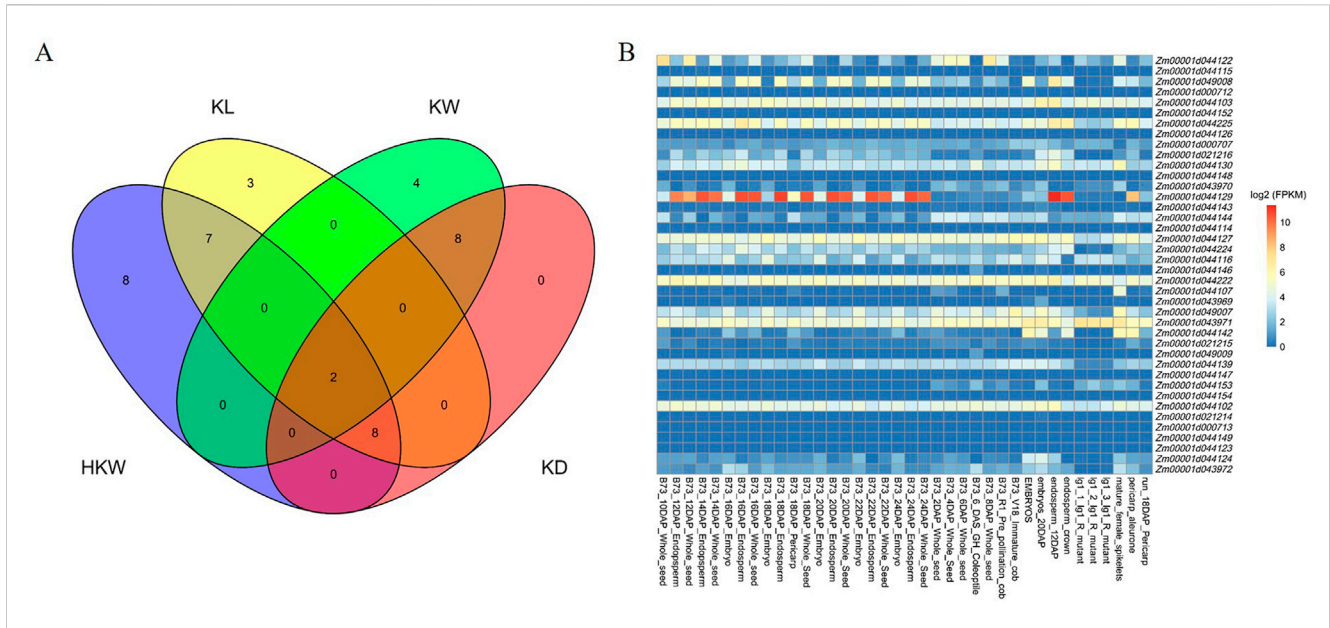 A
KL
KW
3
4
0
7
8
8
0
0
0
2
0
0
0
8
0
HKW
KD
B
Zm00001d044122
Zm00001d044115
Zm00001d049008
Zm00001d000712
Zm00001d044103
Zm00001d044152
Zm00001d044225
Zm00001d044126
Zm00001d000707
Zm00001d021216
Zm00001d044130
Zm00001d044148
Zm00001d043970
Zm00001d044129
Zm00001d044143
Zm00001d044144
Zm00001d044114
Zm00001d044127
Zm00001d044224
Zm00001d044116
Zm00001d044146
Zm00001d044222
Zm00001d044107
Zm00001d043969
Zm00001d049007
Zm00001d043971
Zm00001d044142
Zm00001d021215
Zm00001d049009
Zm00001d044139
Zm00001d044147
Zm00001d044153
Zm00001d044154
Zm00001d044102
Zm00001d021214
Zm00001d000713
Zm00001d044149
Zm00001d044123
Zm00001d044124
Zm00001d043972
log2 (FPKM)
10
8
6
4
2
0
B73_10DAP_Whole_seed
B73_12DAP_Endosperm
B73_12DAP_Whole_seed
B73_14DAP_Endopsperm
B73_14DAP_Whole_seed
B73_16DAP_Embryo
B73_16DAP_Endosperm
B73_16DAP_Whole_Seed
B73_18DAP_Embryo
B73_18DAP_Endosperm
B73_18DAP_Pericarp
B73_18DAP_Whole_Seed
B73_20DAP_Embryo
B73_20DAP_Endosperm
B73_20DAP_Whole_Seed
B73_22DAP_Embryo
B73_22DAP_Endosperm
B73_22DAP_Whole_Seed
B73_24DAP_Embryo
B73_24DAP_Endosperm
B73_24DAP_Whole_Seed
B73_2DAP_Whole_seed
B73_4DAP_Whole_Seed
B73_6DAP_Whole_seed
B73_6_DAS_GH_Coleoptile
B73_8DAP_Whole_seed
B73_R1_Pre_pollination_cob
B73_V18_Immature_cob
EMBRYOS
embryos_20DAP
endosperm_12DAP
endosperm_crown
lg1_1_lg1_R_mutant
lg1_2_lg1_R_mutant
lg1_3_lg1_R_mutant
mature_female_spikelets
pericarp_aleurone
run_18DAP_Pericarp